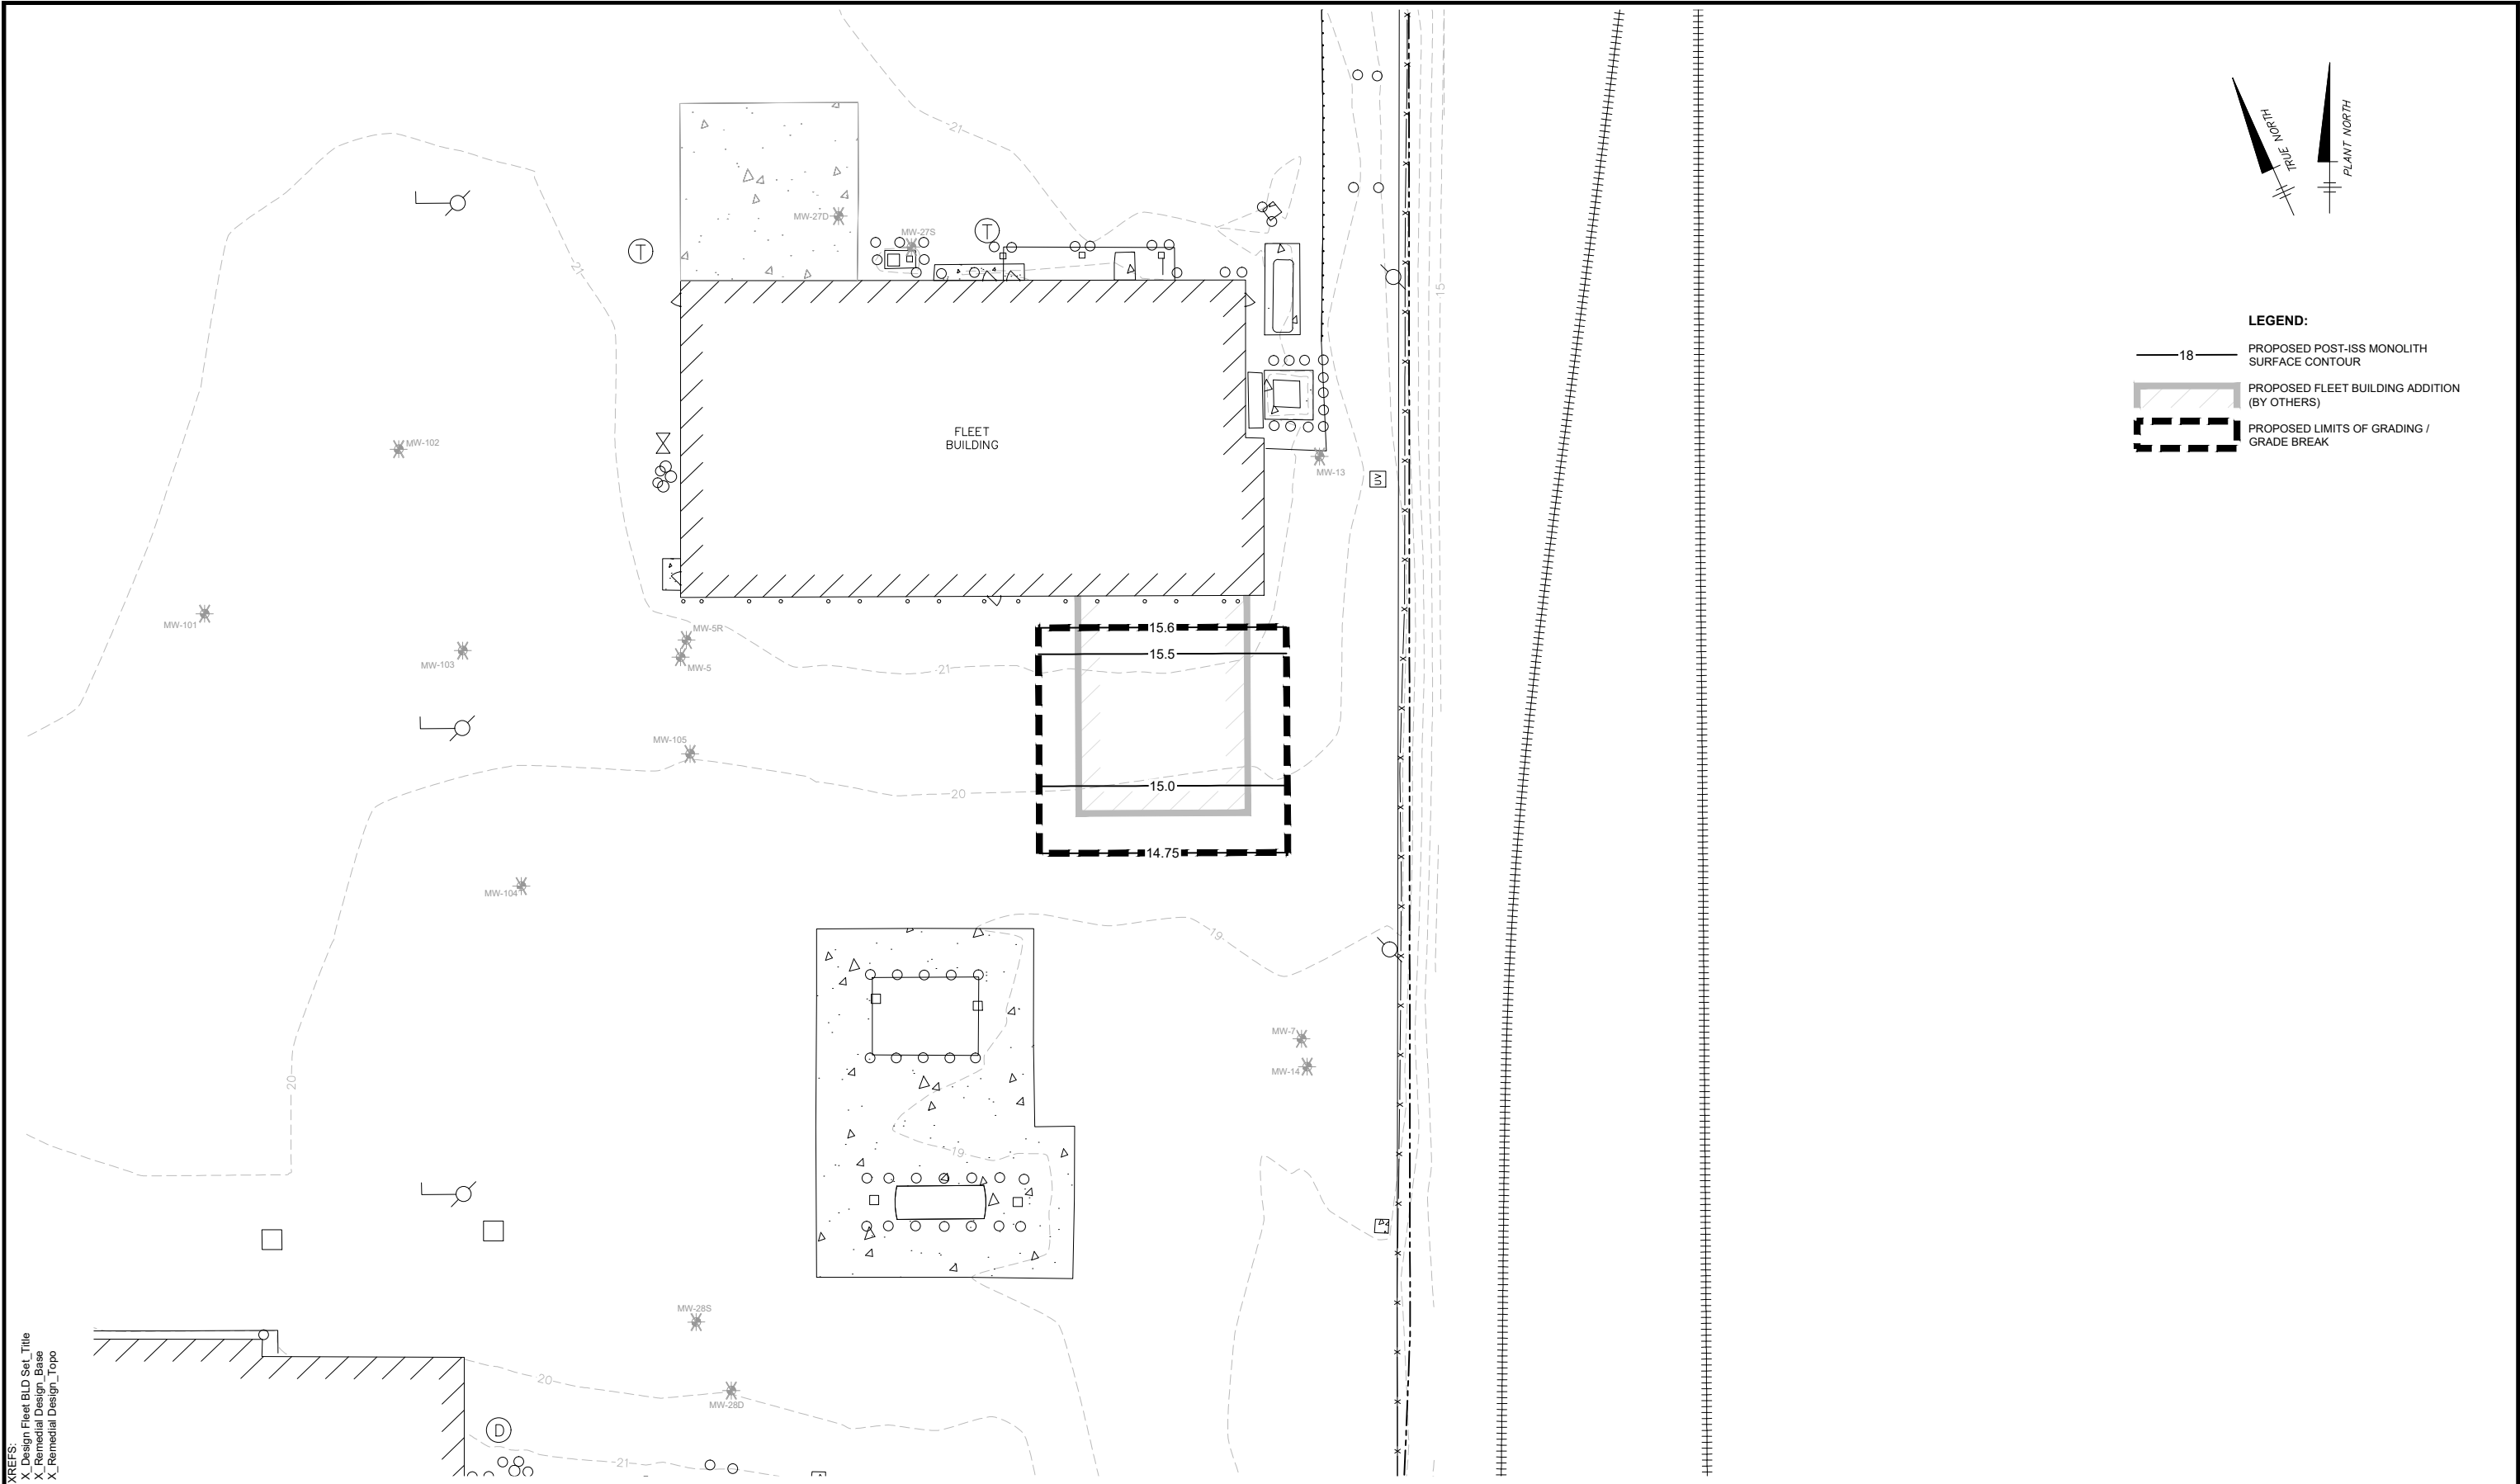 21
TRUE NORTH
PLANT NORTH
MW-27D
MW-27S
T
T
21
15
LEGEND:
18
PROPOSED POST-ISS MONOLITH
SURFACE CONTOUR
PROPOSED FLEET BUILDING ADDITION
(BY OTHERS)
PROPOSED LIMITS OF GRADING /
GRADE BREAK
FLEET
BUILDING
MW-102
MW-13
UV
MW-101
MW-103
MW-5R
MW-5
15.6
15.5
21
MW-105
20
15.0
14.75
MW-104
19
MW-7
MW-14
20
19
MW-28S
MW-28D
20
D
21
XREFS:
X_Design Fleet BLD Set_Title
X_Remedial Design_Base
X_Remedial Design_Topo